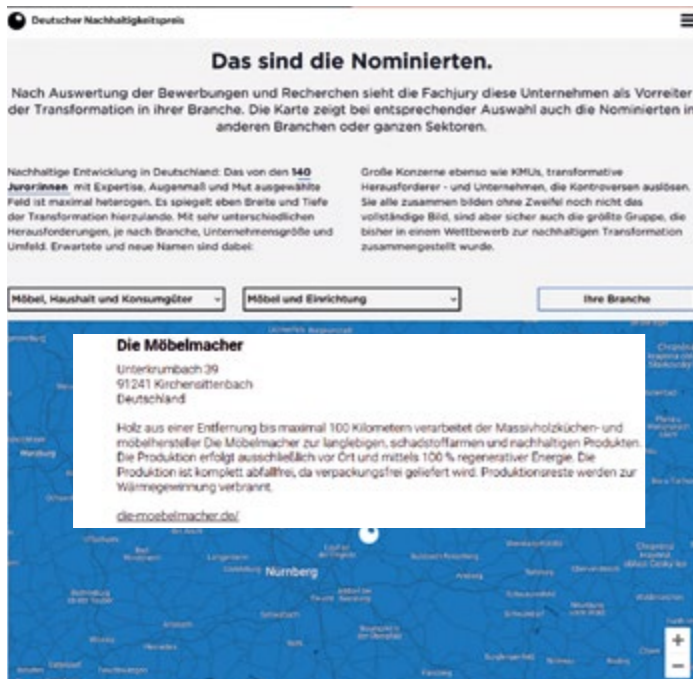 Deutscher Nachhaltigkeitspreis
Das sind die Nominierten.
Nach Auswertung der Bewerbungen und Recherchen sieht die Fachjury diese Unternehmen als Vorreiter
der Transformation in ihrer Branche. Die Karte zeigt bei entsprechender Auswahl auch die Nominierten in
anderen Branchen oder ganzen Sektoren.
Nachhaltige Entwicklung in Deutschland: Das von den 140
Juror:innen mit Expertise, Augenmaß und Mut ausgewählte
Feld ist maximal heterogen. Es spiegelt eben Breite und Tiefe
der Transformation hierzulande. Mit sehr unterschiedlichen
Herausforderungen, je nach Branche, Unternehmensgröße und
Umfeld. Erwartete und neue Namen sind dabei:
Große Konzerne ebenso wie KMUs, transformative
Herausforderer - und Unternehmen, die Kontroversen auslösen.
Sie alle zusammen bilden ohne Zweifel noch nicht das
vollständige Bild, sind aber sicher auch die größte Gruppe, die
bisher in einem Wettbewerb zur nachhaltigen Transformation
zusammengestellt wurde.
Möbel, Haushalt und Konsumgüter
Möbel und Einrichtung
Ihre Branche
Die Möbelmacher
Unterkrumbach 39
91241 Kirchensittenbach
Deutschland
Holz aus einer Entfernung bis maximal 100 Kilometern verarbeitet der Massivholzküchen- und
möbelhersteller Die Möbelmacher zur langlebigen, schadstoffarmen und nachhaltigen Produkten.
Die Produktion erfolgt ausschließlich vor Ort und mittels 100 % regenerativer Energie. Die
Produktion ist komplett abfallfrei, da verpackungsfrei geliefert wird. Produktionsreste werden zur
Wärmegewinnung verbrannt.
die-moebelmacher.de/
Nürnberg
Ansbach
Amberg
Schwabach
+
−